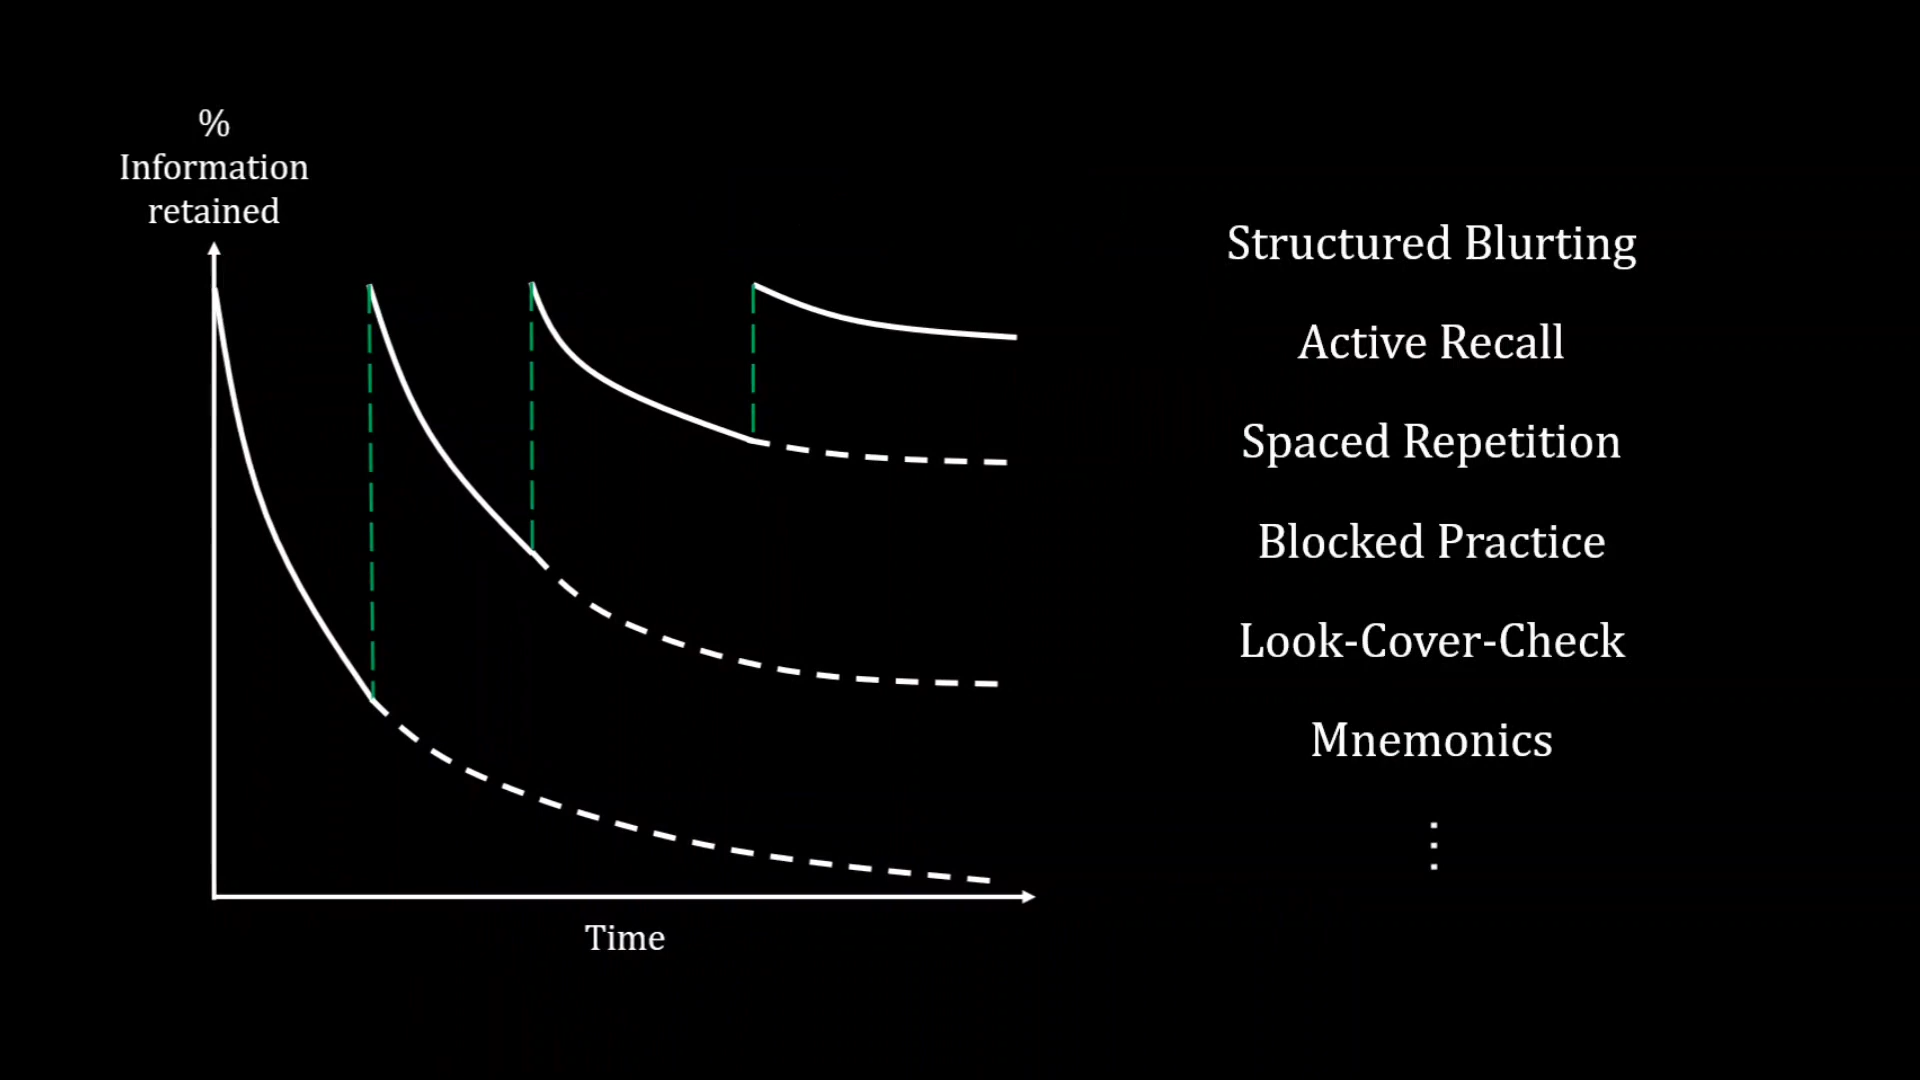 %
Information
retained
Time
Structured Blurting
Active Recall
Spaced Repetition
Blocked Practice
Look-Cover-Check
Mnemonics
⋮